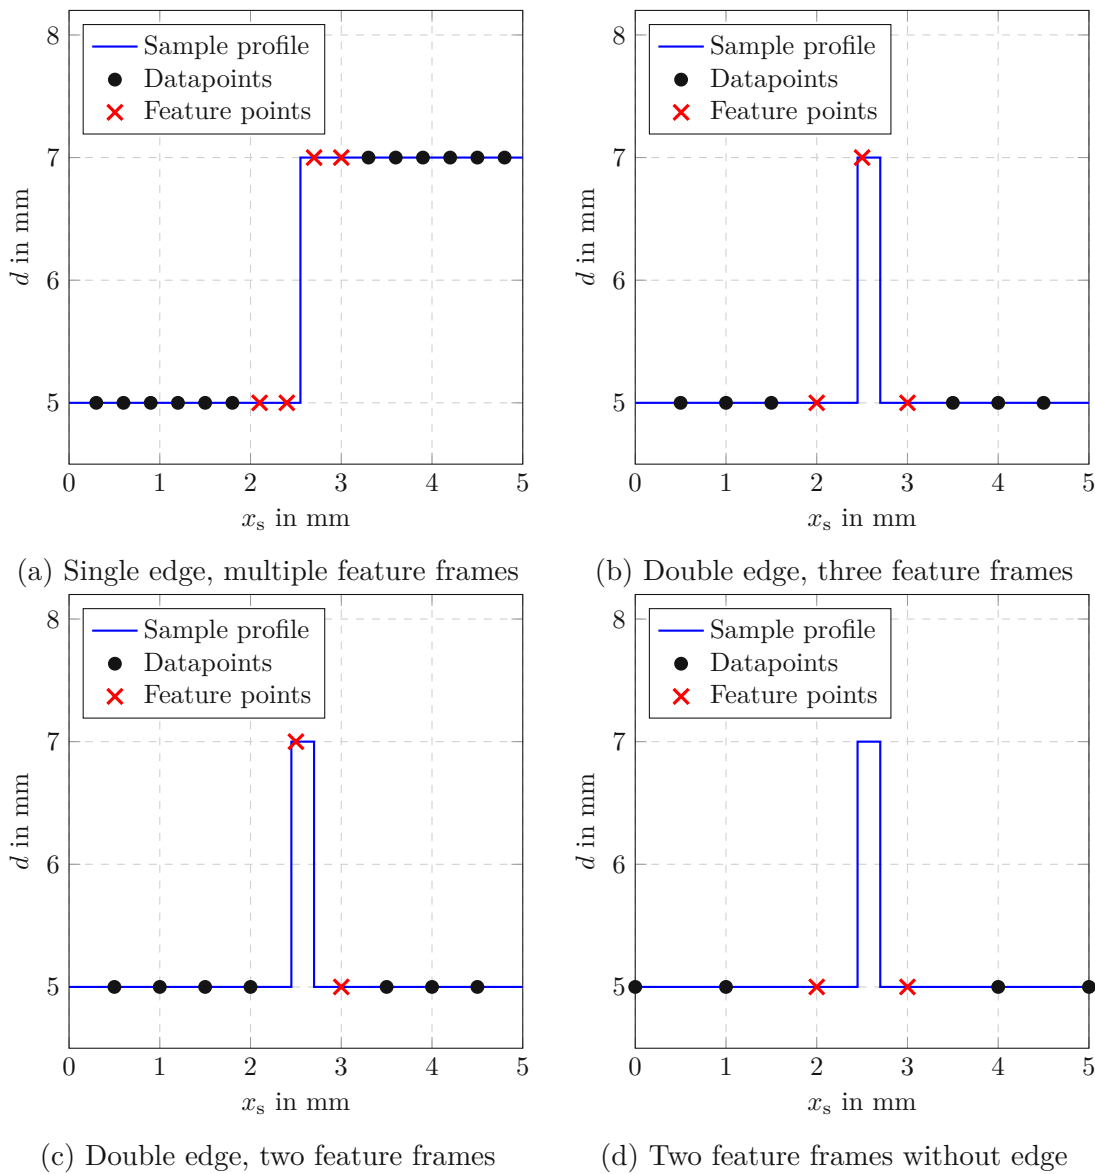 8
7
6
5
d in mm
Sample profile
Datapoints
Feature points
0 1 2 3 4 5
xs in mm
(a) Single edge, multiple feature frames
8
7
6
5
d in mm
Sample profile
Datapoints
Feature points
0 1 2 3 4 5
xs in mm
(b) Double edge, three feature frames
8
7
6
5
d in mm
Sample profile
Datapoints
Feature points
0 1 2 3 4 5
xs in mm
(c) Double edge, two feature frames
8
7
6
5
d in mm
Sample profile
Datapoints
Feature points
0 1 2 3 4 5
xs in mm
(d) Two feature frames without edge